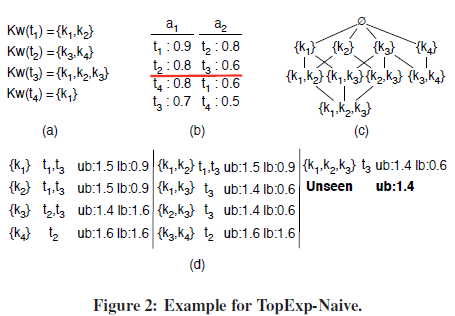 Kw(t₁) ={k₁,k₂}
Kw(t₂) ={k₃,k₄}
Kw(t₃) ={k₁,k₂,k₃}
Kw(t₄) ={k₁}
(a)
a₁ a₂
t₁ : 0.9 t₂ : 0.8
t₂ : 0.8 t₃ : 0.6
t₄ : 0.8 t₁ : 0.6
t₃ : 0.7 t₄ : 0.5
(b)
∅
{k₁} {k₂} {k₃} {k₄}
{k₁,k₂} {k₁,k₃} {k₂,k₃} {k₃,k₄}
{k₁,k₂,k₃}
(c)
{k₁} t₁,t₃ ub:1.5 lb:0.9 {k₁,k₂} t₁,t₃ ub:1.5 lb:0.9 {k₁,k₂,k₃} t₃ ub:1.4 lb:0.6
{k₂} t₁,t₃ ub:1.5 lb:0.9 {k₁,k₃} t₃ ub:1.4 lb:0.6 Unseen ub:1.4
{k₃} t₂,t₃ ub:1.4 lb:1.6 {k₂,k₃} t₃ ub:1.4 lb:0.6
{k₄} t₂ ub:1.6 lb:1.6 {k₃,k₄} t₂ ub:1.6 lb:1.6
(d)
Figure 2: Example for TopExp-Naive.